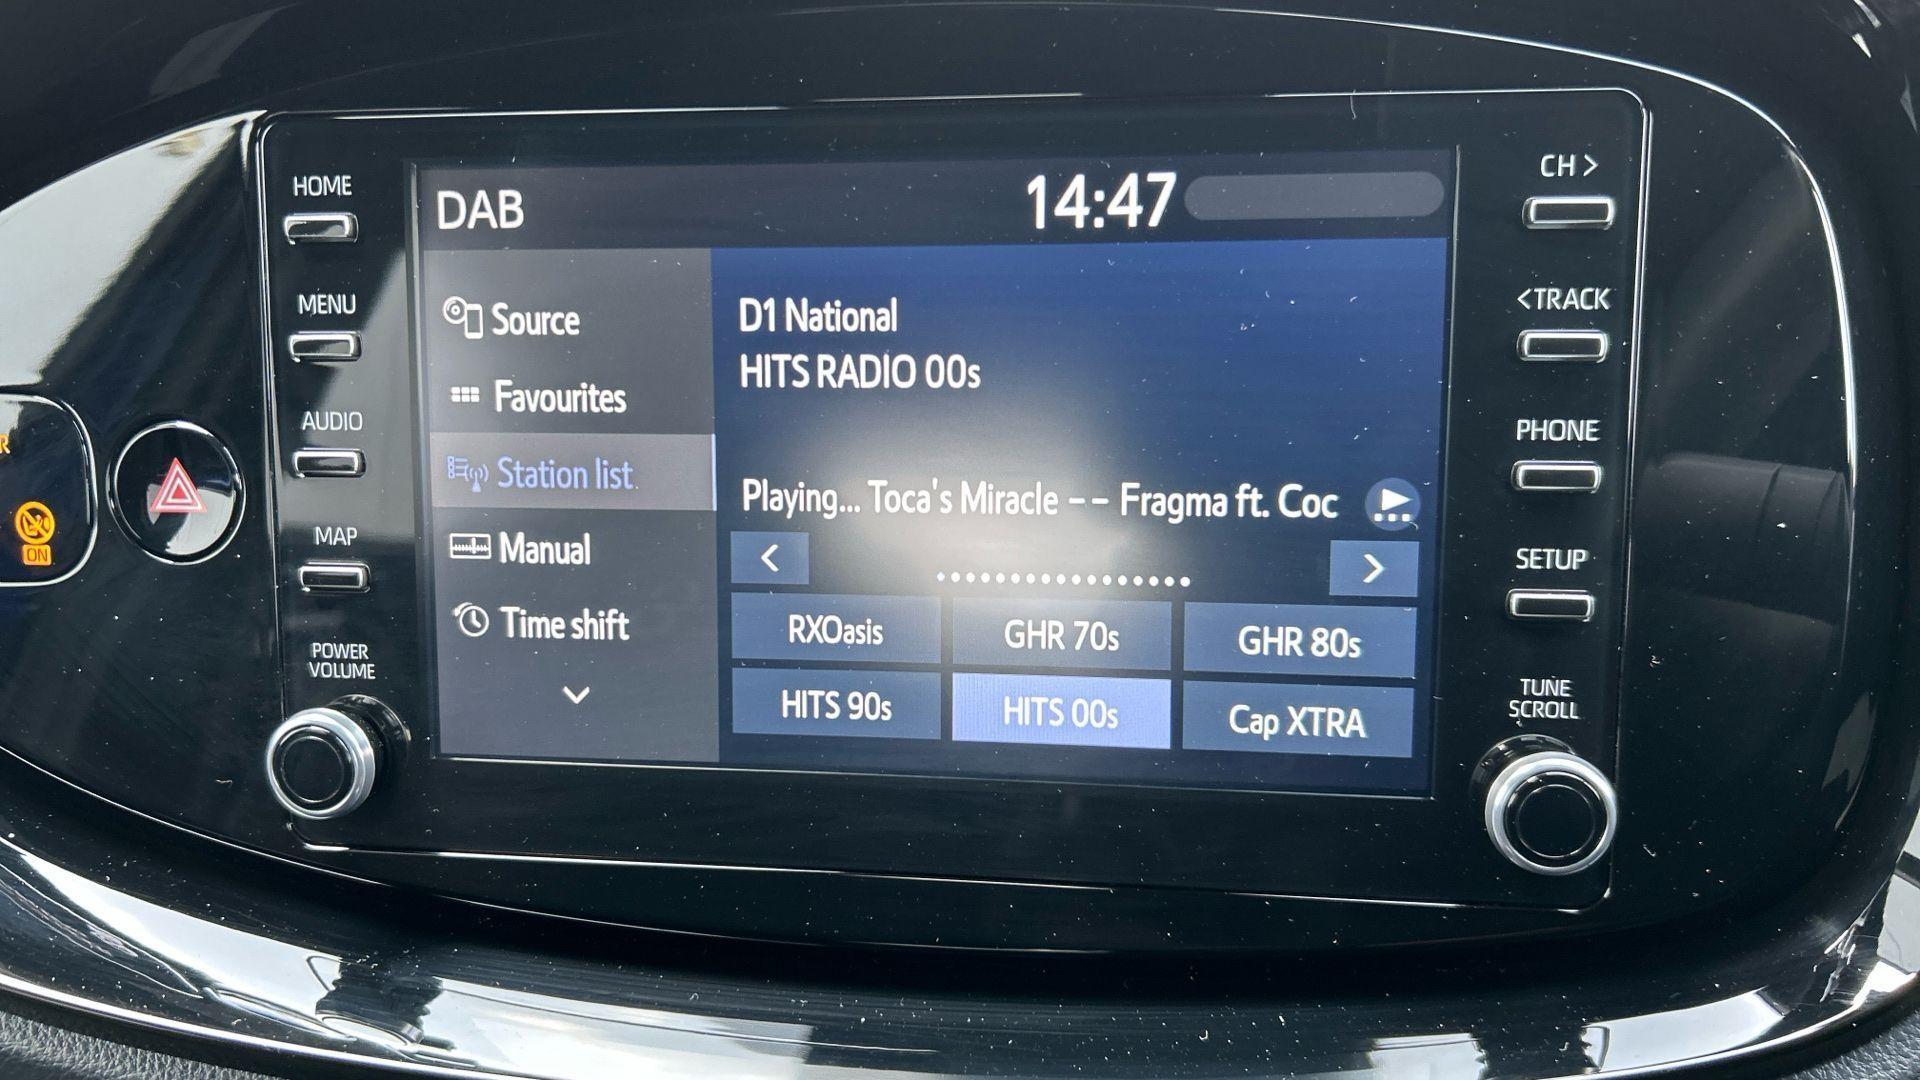 HOME
MENU
AUDIO
MAP
POWER
VOLUME
R
ON
DAB
14:47
Source
Favourites
Station list
Manual
Time shift
D1 National
HITS RADIO 00s
Playing... Toca's Miracle -- Fragma ft. Coc
<
>
RXOasis
GHR 70s
GHR 80s
HITS 90s
HITS 00s
Cap XTRA
CH >
<TRACK
PHONE
SETUP
TUNE
SCROLL